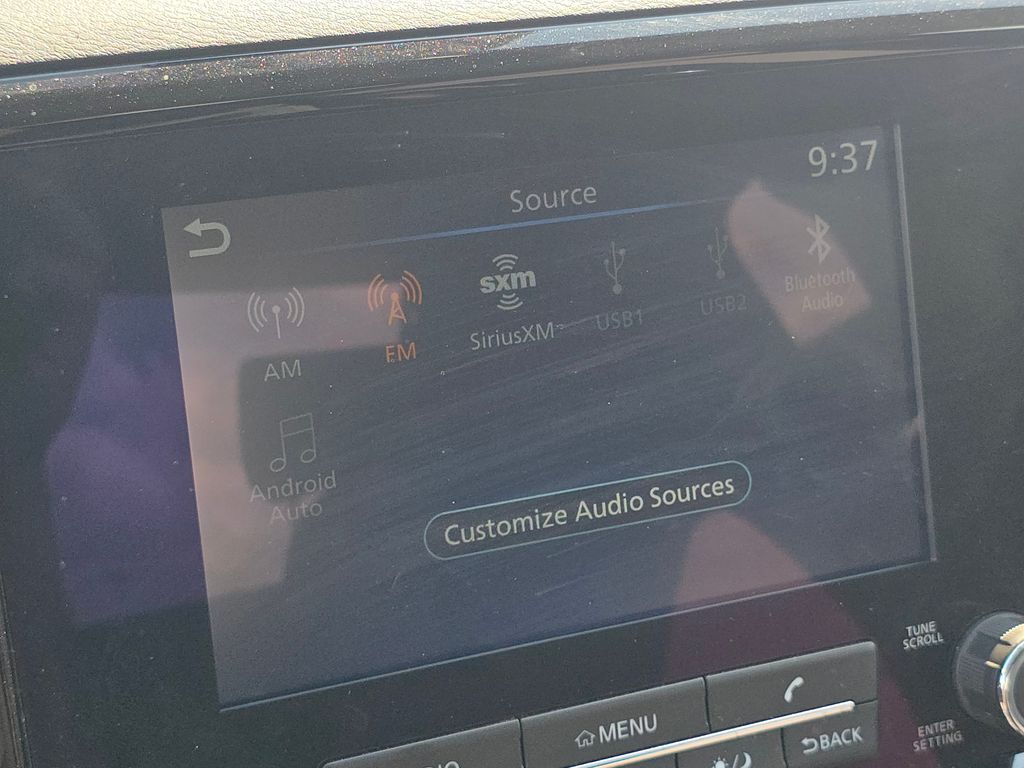 9:37
Source
AM
FM
sxm
SiriusXM
USB1
USB2
Bluetooth
Audio
Android
Auto
Customize Audio Sources
TUNE
SCROLL
MENU
BACK
ENTER
SETTING